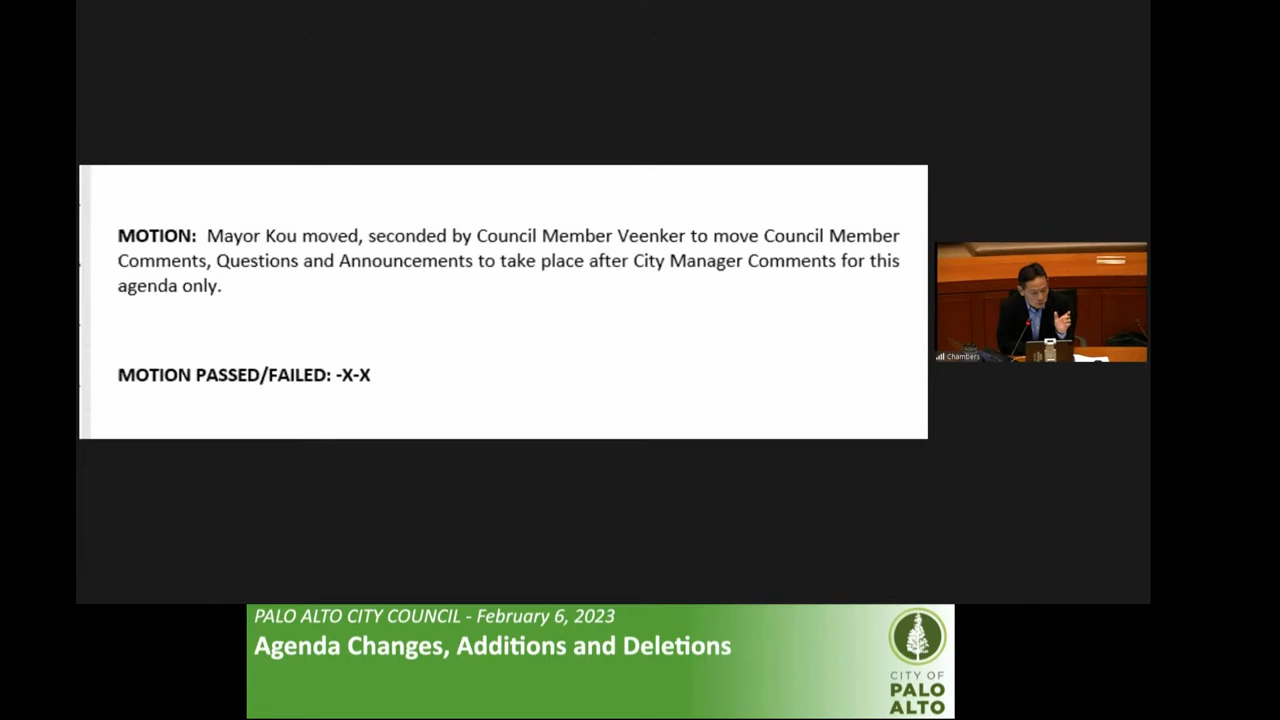 MOTION: Mayor Kou moved, seconded by Council Member Veenker to move Council Member
Comments, Questions and Announcements to take place after City Manager Comments for this
agenda only.
MOTION PASSED/FAILED: -X-X
Chambers
PALO ALTO CITY COUNCIL - February 6, 2023
Agenda Changes, Additions and Deletions
CITY OF
PALO
ALTO